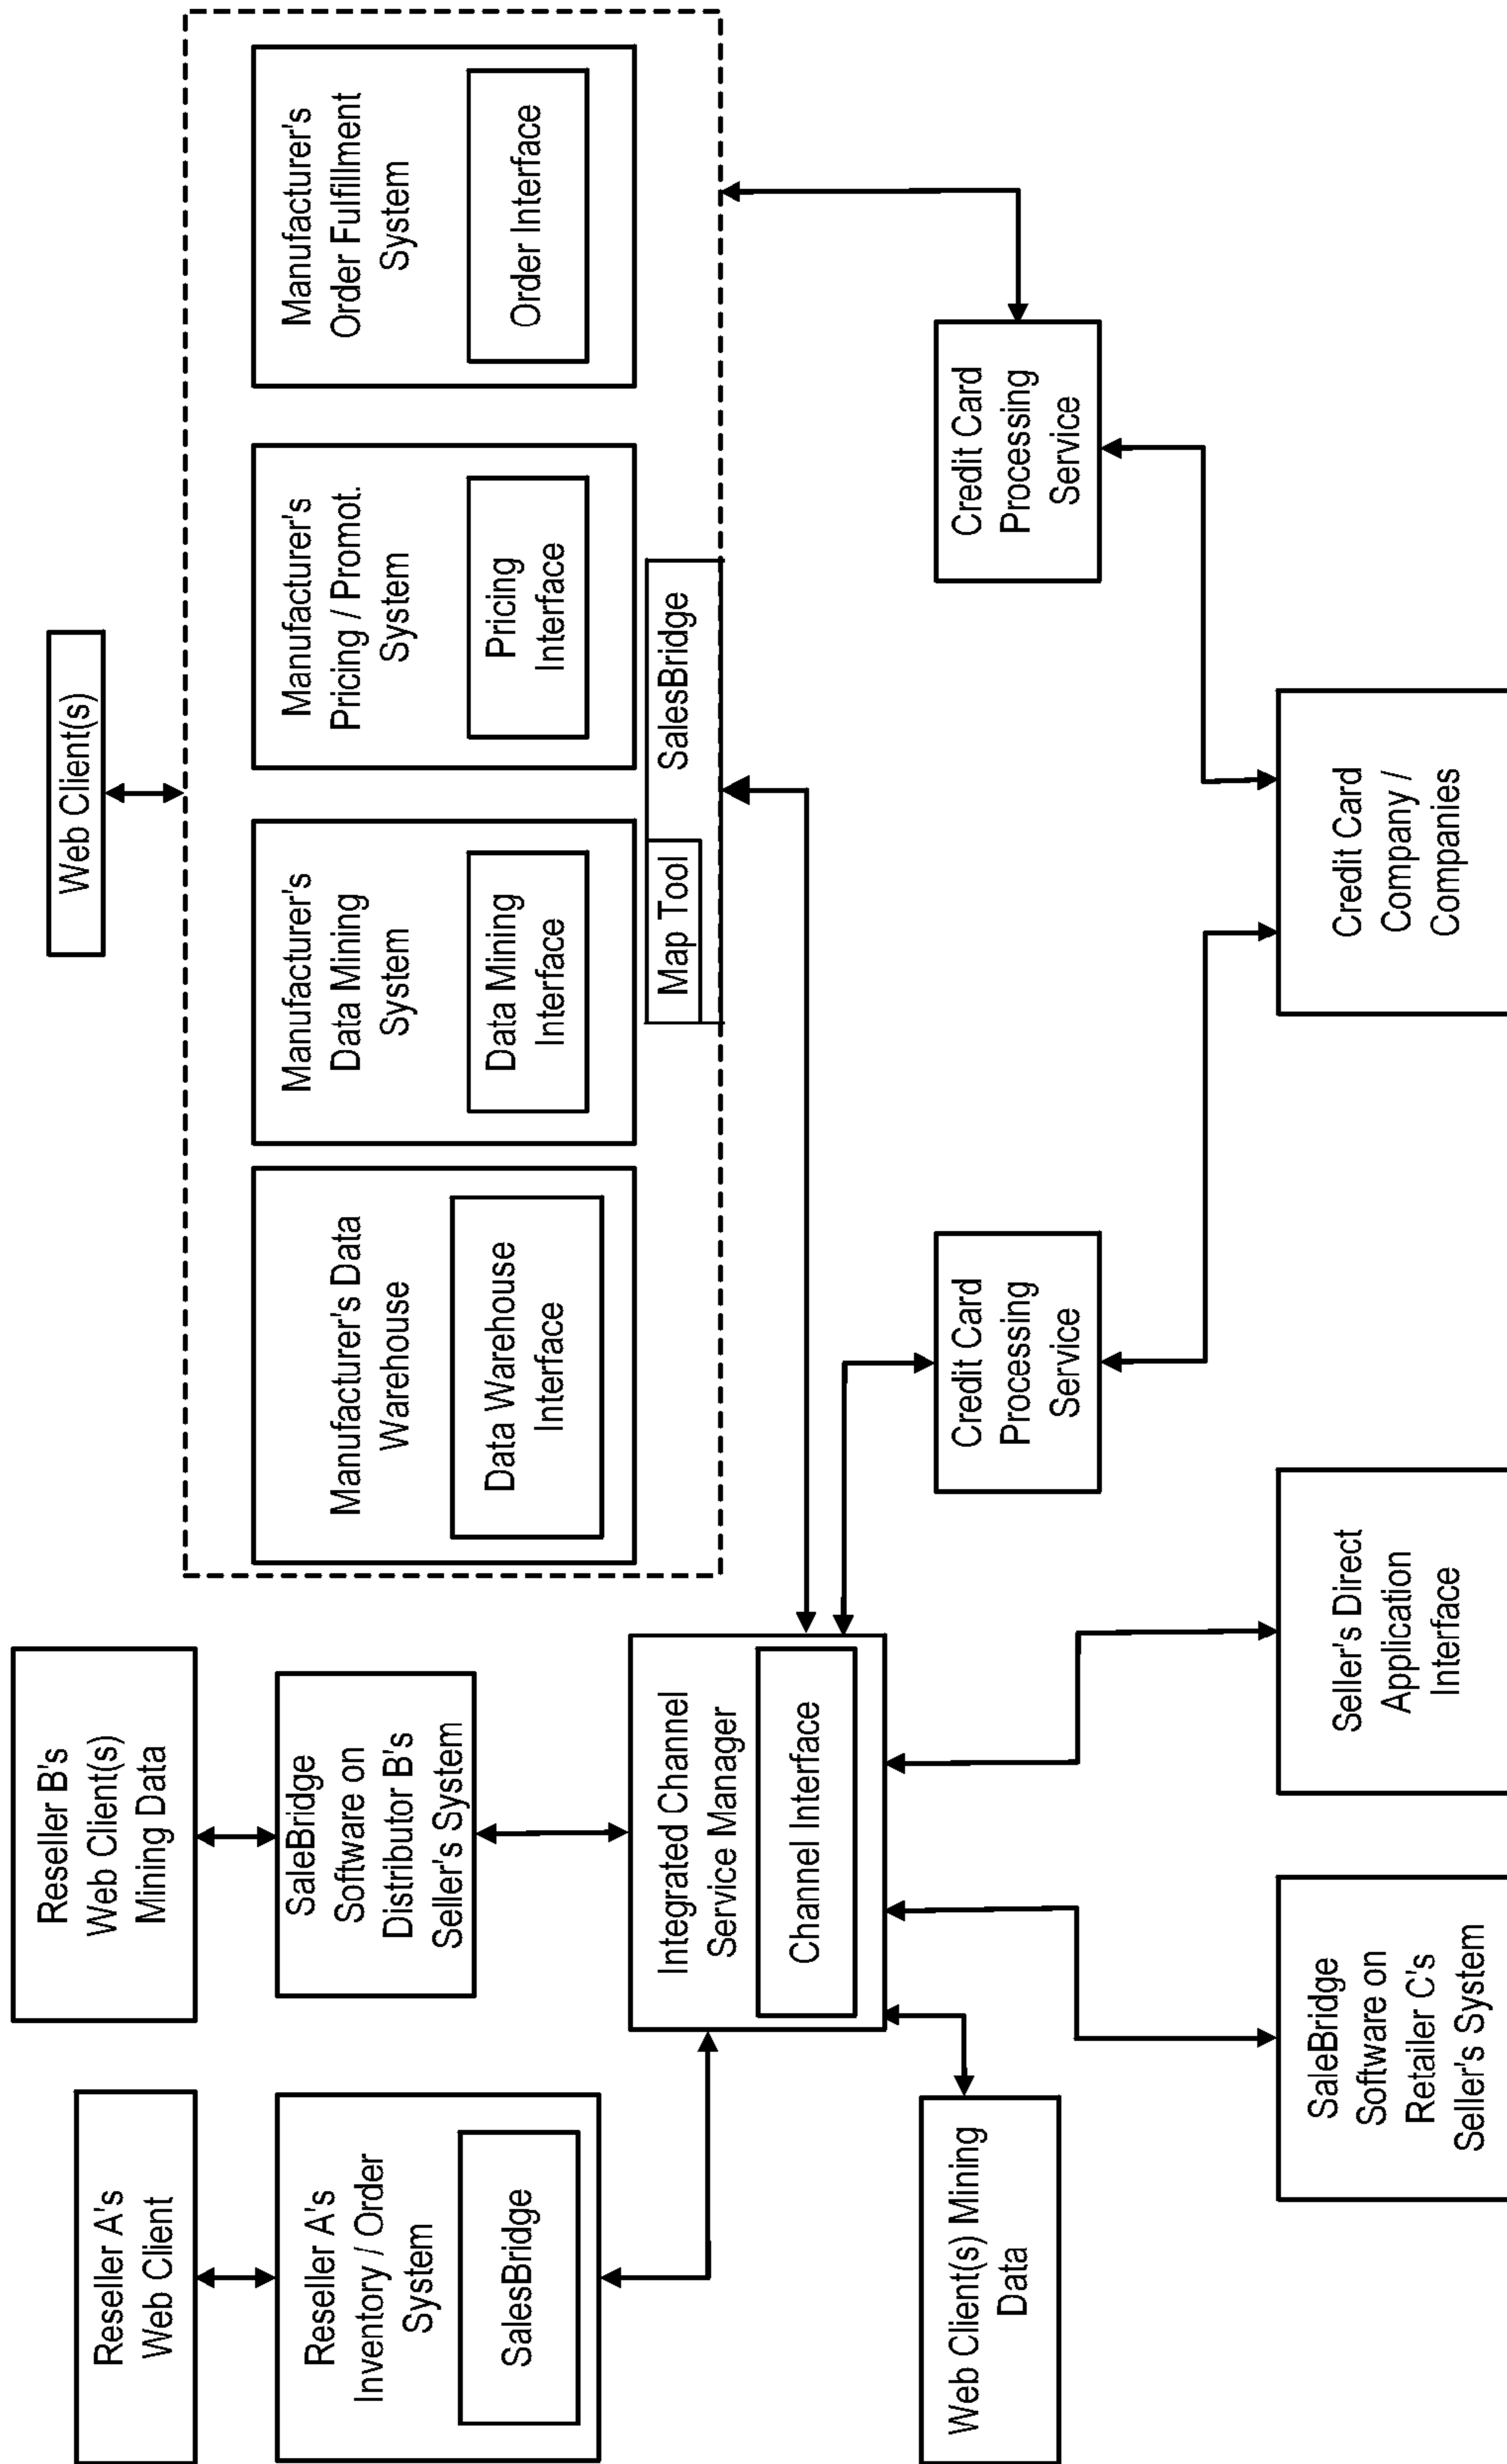 Reseller A's
Web Client
Reseller B's
Web Client(s)
Mining Data
Web Client(s)
Reseller A's
Inventory / Order
System
SalesBridge
SaleBridge
Software on
Distributor B's
Seller's System
Manufacturer's Data
Warehouse
Data Warehouse
Interface
Manufacturer's
Data Mining
System
Data Mining
Interface
Manufacturer's
Pricing / Promot.
System
Pricing
Interface
Manufacturer's
Order Fulfillment
System
Order Interface
Map Tool
SalesBridge
Integrated Channel
Service Manager
Channel Interface
Web Client(s) Mining
Data
Credit Card
Processing
Service
Credit Card
Processing
Service
SaleBridge
Software on
Retailer C's
Seller's System
Seller's Direct
Application
Interface
Credit Card
Company /
Companies